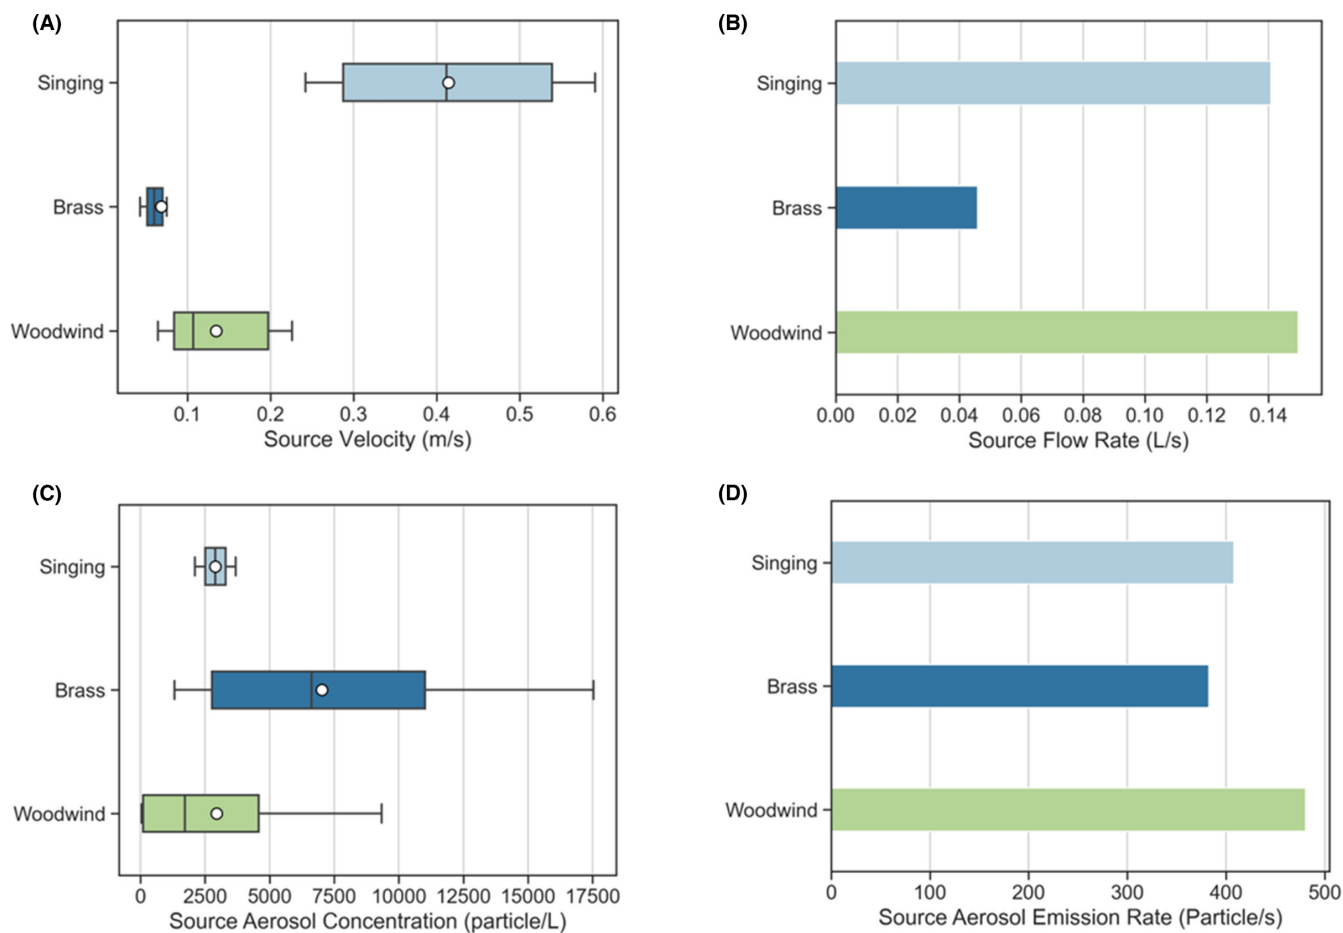 (A)
Singing
Brass
Woodwind
0.1 0.2 0.3 0.4 0.5 0.6
Source Velocity (m/s)
(B)
Singing
Brass
Woodwind
0.00 0.02 0.04 0.06 0.08 0.10 0.12 0.14
Source Flow Rate (L/s)
(C)
Singing
Brass
Woodwind
0 2500 5000 7500 10000 12500 15000 17500
Source Aerosol Concentration (particle/L)
(D)
Singing
Brass
Woodwind
0 100 200 300 400 500
Source Aerosol Emission Rate (Particle/s)